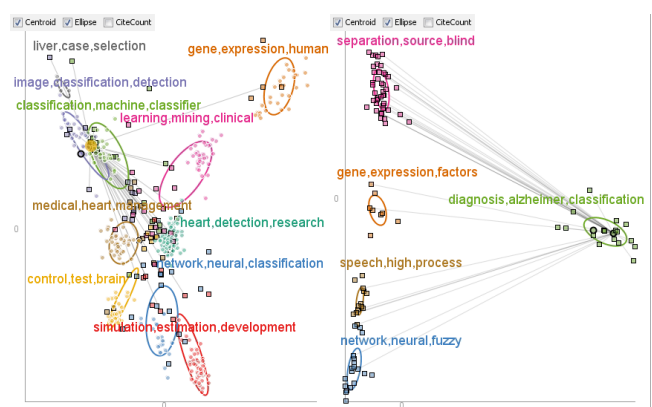 Centroid Ellipse CiteCount
liver,case,selection
gene,expression,human
image,classification,detection
classification,machine,classifier
learning,mining,clinical
medical,heart,management
heart,detection,research
0
network,neural,classification
control,test,brain
simulation,estimation,development
0
Centroid Ellipse CiteCount
separation,source,blind
gene,expression,factors
0
diagnosis,alzheimer,classification
speech,high,process
network,neural,fuzzy
0